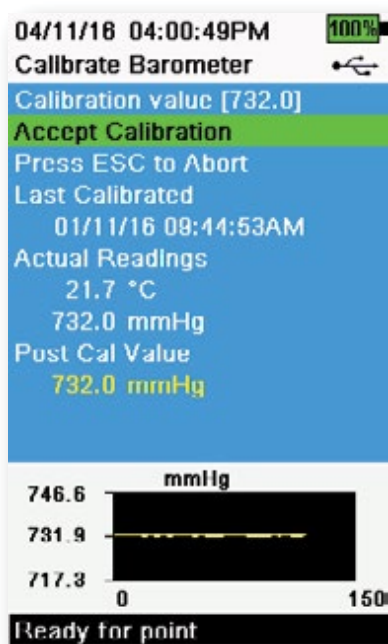 04/11/16 04:00:49PM 100%
Calibrate Barometer
Calibration value [732.0]
Accept Calibration
Press ESC to Abort
Last Calibrated
01/11/16 09:44:53AM
Actual Readings
21.7 °C
732.0 mmHg
Post Cal Value
732.0 mmHg
mmHg
746.6
731.9
717.3
0 150
Ready for point